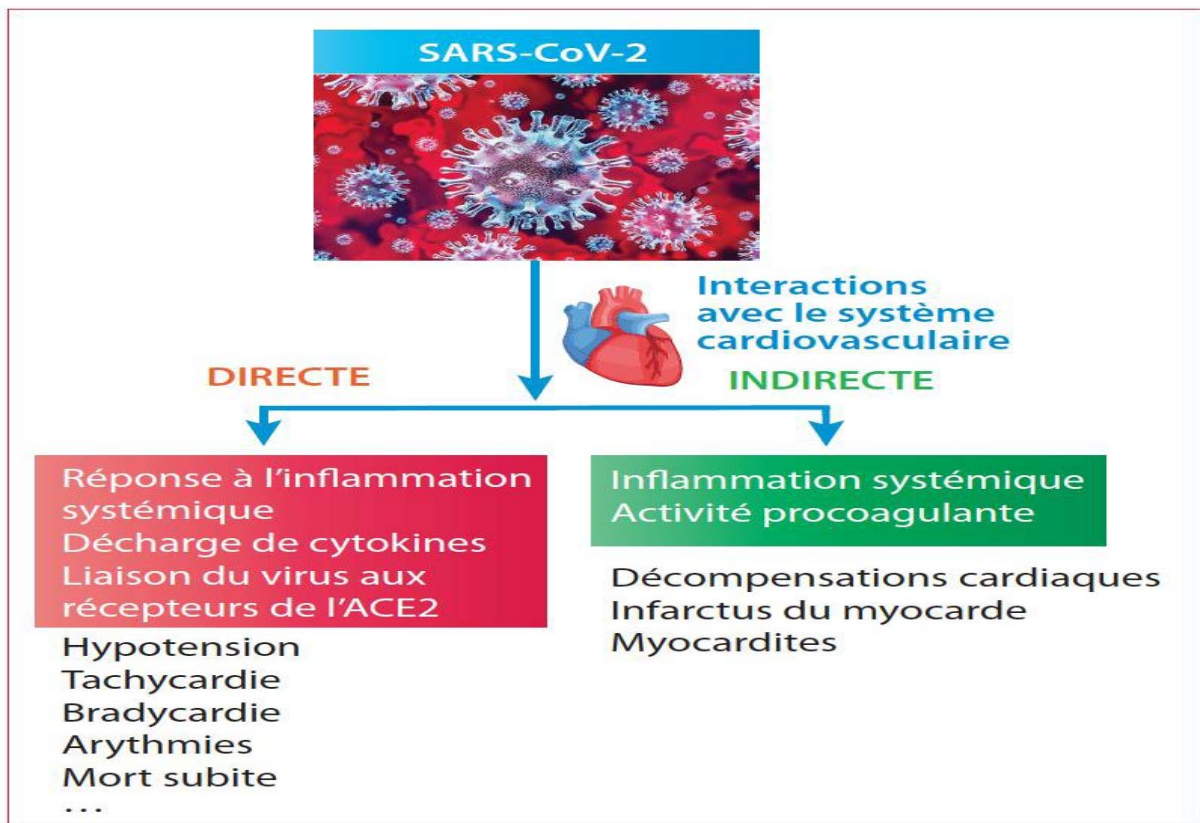 SARS-CoV-2
Interactions
avec le système
cardiovasculaire
DIRECTE
INDIRECTE
Réponse à l'inflammation
systémique
Décharge de cytokines
Liaison du virus aux
récepteurs de l'ACE2
Hypotension
Tachycardie
Bradycardie
Arythmies
Mort subite
...
Inflammation systémique
Activité procoagulante
Décompensations cardiaques
Infarctus du myocarde
Myocardites